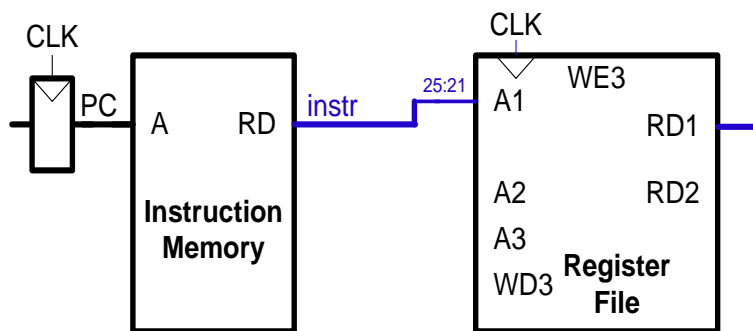 CLK
PC
A
RD
Instruction
Memory
instr
25:21
CLK
WE3
A1
RD1
A2
RD2
A3
WD3
Register
File